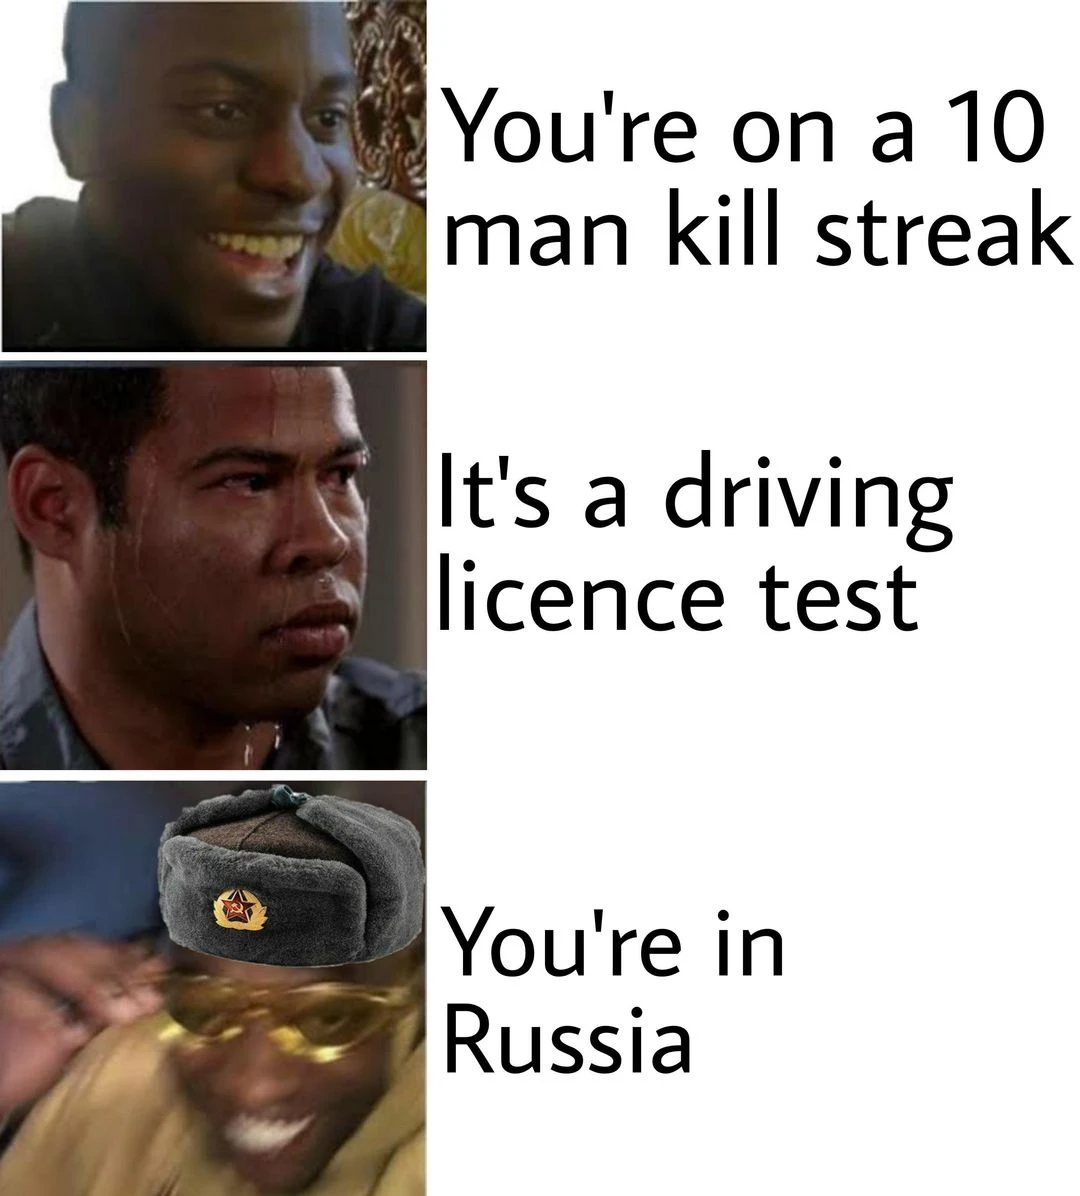 You're on a 10
man kill streak
It's a driving
licence test
You're in
Russia